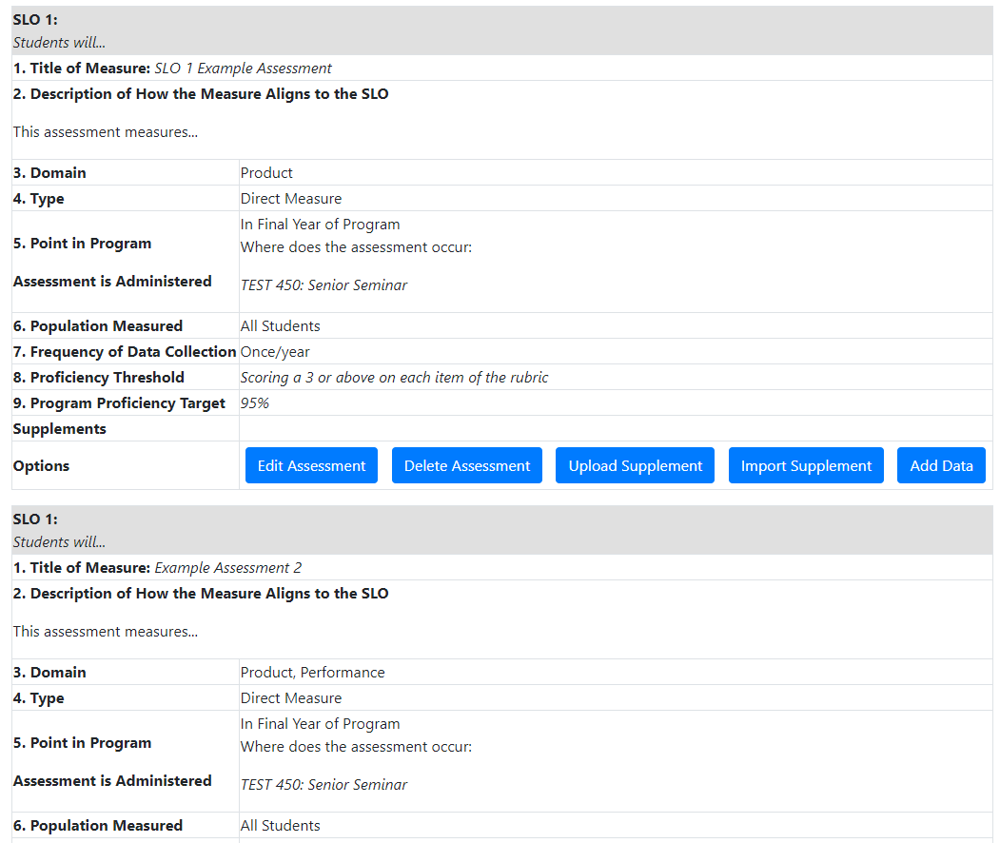 SLO 1:
Students will...
1. Title of Measure: SLO 1 Example Assessment
2. Description of How the Measure Aligns to the SLO
This assessment measures...
3. Domain Product
4. Type Direct Measure
5. Point in Program
Assessment is Administered
In Final Year of Program
Where does the assessment occur:
TEST 450: Senior Seminar
6. Population Measured All Students
7. Frequency of Data Collection Once/year
8. Proficiency Threshold Scoring a 3 or above on each item of the rubric
9. Program Proficiency Target 95%
Supplements
Options Edit Assessment Delete Assessment Upload Supplement Import Supplement Add Data
SLO 1:
Students will...
1. Title of Measure: Example Assessment 2
2. Description of How the Measure Aligns to the SLO
This assessment measures...
3. Domain Product, Performance
4. Type Direct Measure
5. Point in Program
Assessment is Administered
In Final Year of Program
Where does the assessment occur:
TEST 450: Senior Seminar
6. Population Measured All Students